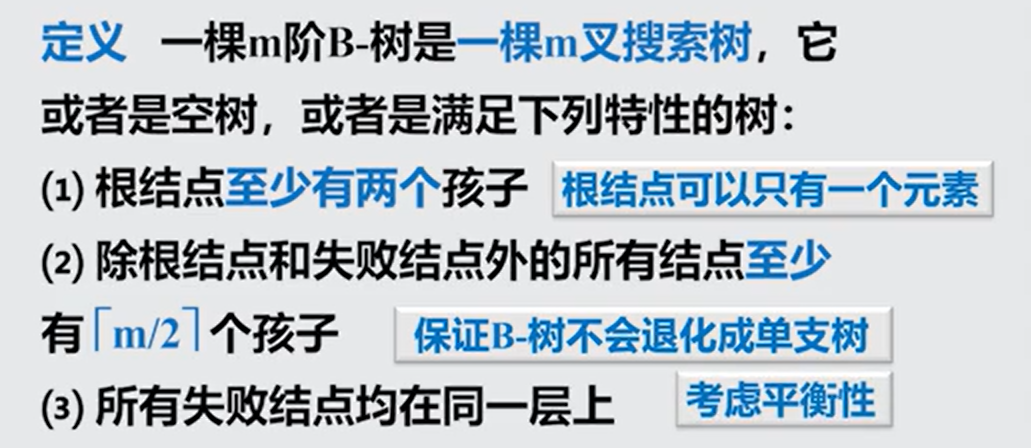 定义 一棵m阶B-树是一棵m叉搜索树，它
或者是空树，或者是满足下列特性的树：
(1) 根结点至少有两个孩子 根结点可以只有一个元素
(2) 除根结点和失败结点外的所有结点至少
有⌈m/2⌉个孩子 保证B-树不会退化成单支树
(3) 所有失败结点均在同一层上 考虑平衡性